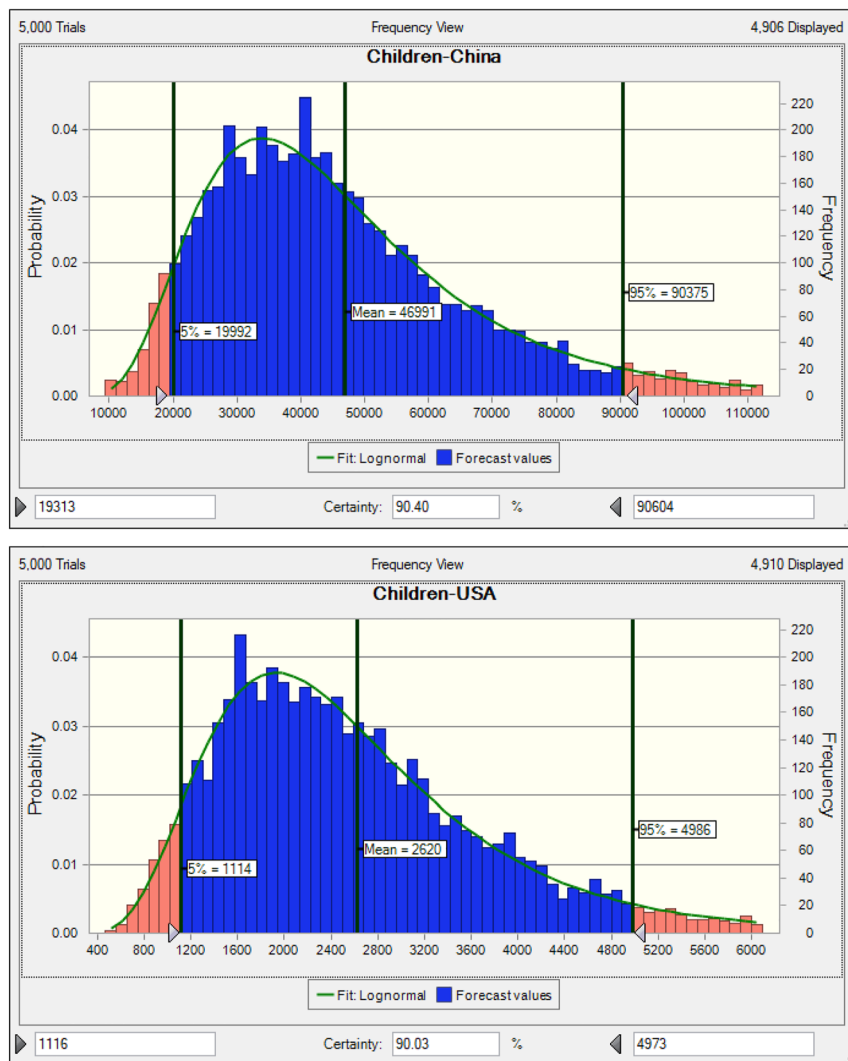 5,000 Trials Frequency View 4,906 Displayed
Children-China
0.04
0.03
0.02
0.01
0.00
Probability
220
200
180
160
140
120
100
80
60
40
20
0
Frequency
95% = 90375
Mean = 46991
5% = 19992
10000 20000 30000 40000 50000 60000 70000 80000 90000 100000 110000
Fit: Lognormal Forecast values
19313 Certainty: 90.40 % 90604
5,000 Trials Frequency View 4,910 Displayed
Children-USA
0.04
0.03
0.02
0.01
0.00
Probability
220
200
180
160
140
120
100
80
60
40
20
0
Frequency
95% = 4986
Mean = 2620
5% = 1114
400 800 1200 1600 2000 2400 2800 3200 3600 4000 4400 4800 5200 5600 6000
Fit: Lognormal Forecast values
1116 Certainty: 90.03 % 4973